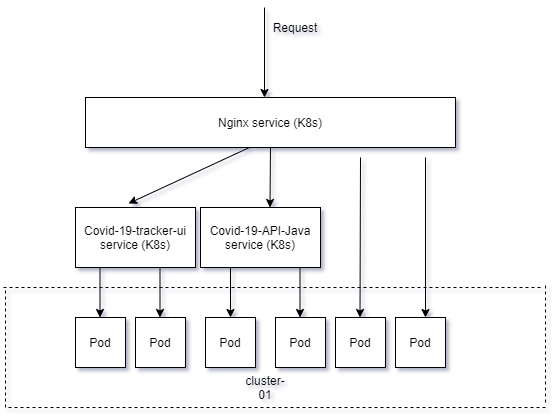 Request
Nginx service (K8s)
Covid-19-tracker-ui
service (K8s)
Covid-19-API-Java
service (K8s)
Pod
Pod
Pod
Pod
Pod
Pod
cluster-
01